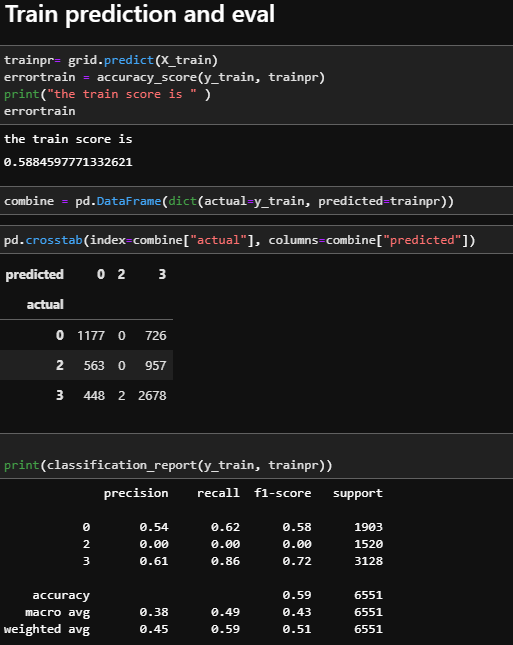 Train prediction and eval
trainpr= grid.predict(X_train)
errortrain = accuracy_score(y_train, trainpr)
print("the train score is " )
errortrain
the train score is
0.5884597771332621
combine = pd.DataFrame(dict(actual=y_train, predicted=trainpr))
pd.crosstab(index=combine["actual"], columns=combine["predicted"])
predicted 0 2 3
actual
0 1177 0 726
2 563 0 957
3 448 2 2678
print(classification_report(y_train, trainpr))
precision recall f1-score support
0 0.54 0.62 0.58 1903
2 0.00 0.00 0.00 1520
3 0.61 0.86 0.72 3128
accuracy 0.59 6551
macro avg 0.38 0.49 0.43 6551
weighted avg 0.45 0.59 0.51 6551